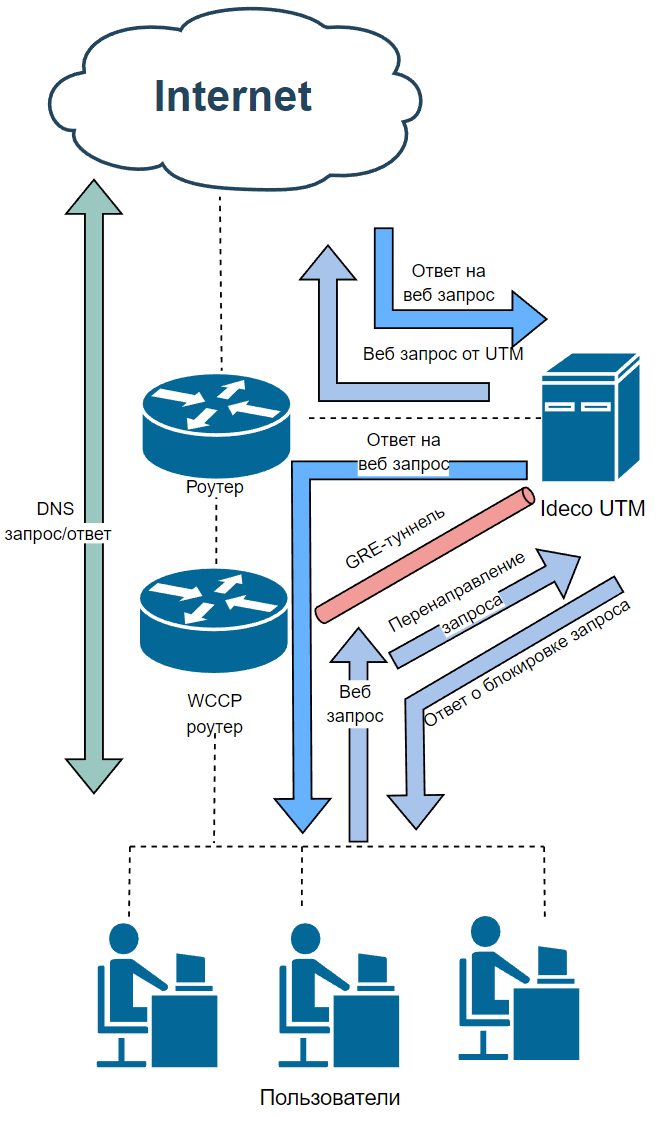 Internet
Ответ на
веб запрос
Веб запрос от UTM
Ответ на
веб запрос
Роутер
Ideco UTM
DNS
запрос/ответ
GRE-туннель
Перенаправление
запроса
Ответ о блокировке запроса
WCCP
роутер
Веб
запрос
Пользователи